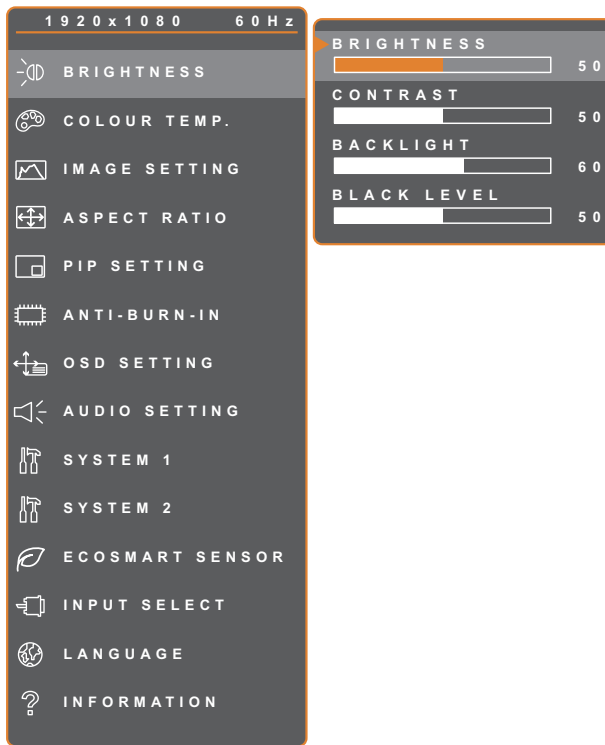 1920x1080 60Hz
BRIGHTNESS
COLOUR TEMP.
IMAGE SETTING
ASPECT RATIO
PIP SETTING
ANTI-BURN-IN
OSD SETTING
AUDIO SETTING
SYSTEM 1
SYSTEM 2
ECOSMART SENSOR
INPUT SELECT
LANGUAGE
INFORMATION
BRIGHTNESS
50
CONTRAST
50
BACKLIGHT
60
BLACK LEVEL
50